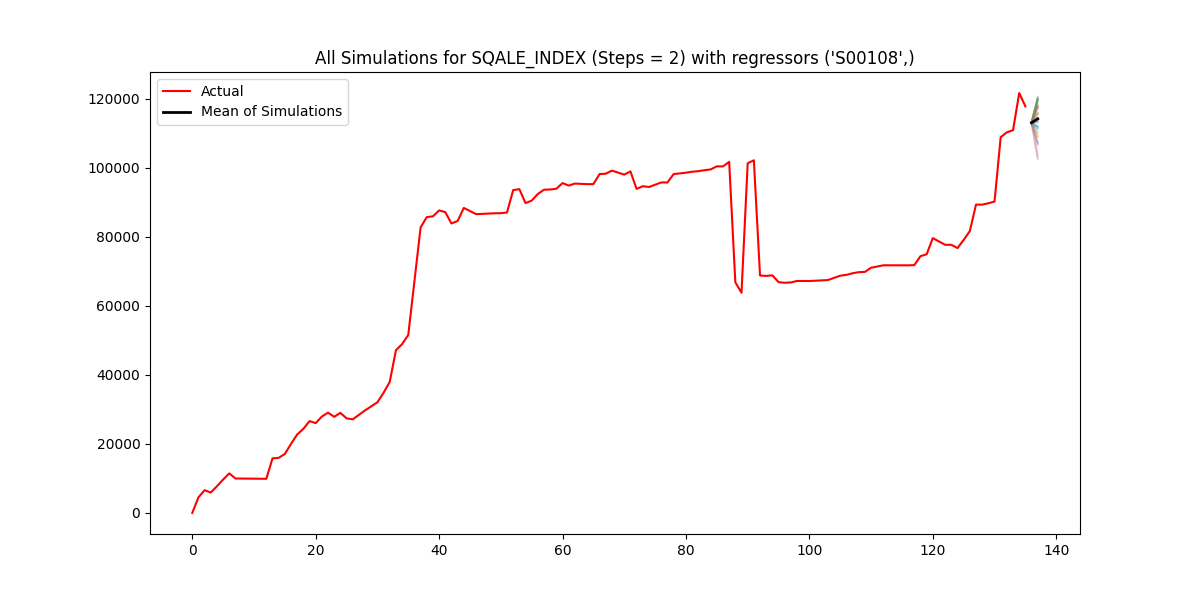 All Simulations for SQALE_INDEX (Steps = 2) with regressors ('S00108',)
Actual
Mean of Simulations
120000
100000
80000
60000
40000
20000
0
0 20 40 60 80 100 120 140